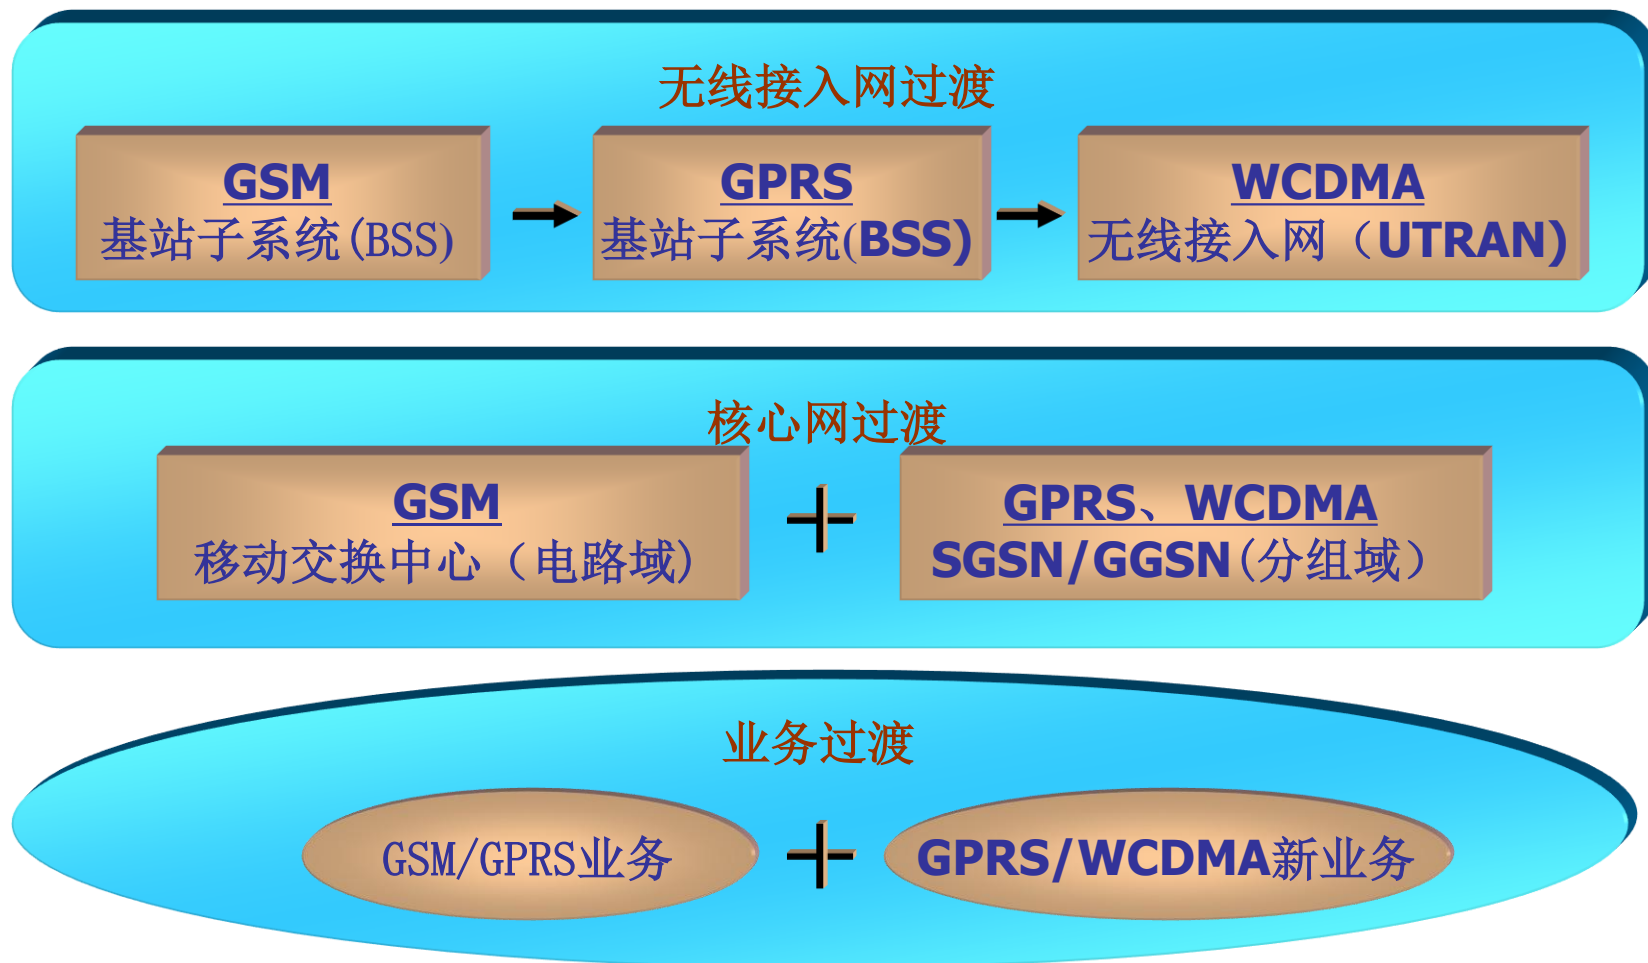 无线接入网过渡
GSM
基站子系统(BSS)
GPRS
基站子系统(BSS)
WCDMA
无线接入网（UTRAN)
核心网过渡
GSM
移动交换中心（电路域)
GPRS、WCDMA
SGSN/GGSN(分组域）
业务过渡
GSM/GPRS业务
GPRS/WCDMA新业务